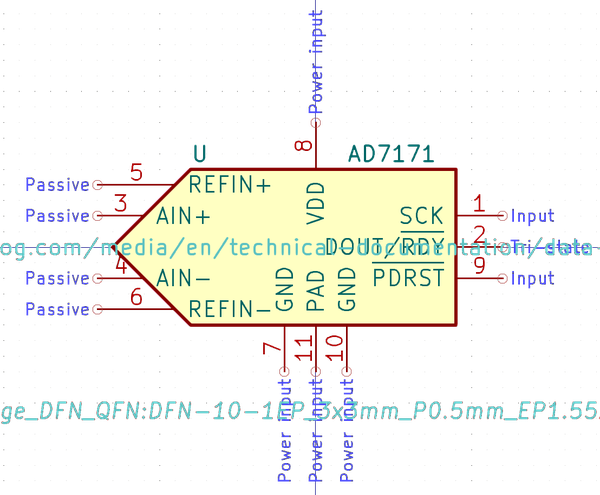 Power input
8
U AD7171
Passive 5 REFIN+
VDD
Passive 3 AIN+ SCK 1 Input
DOUT/RDY 2 Tri-state
og.com/media/en/technical-documentation/data
Passive 4 AIN- PDRST 9 Input
GND PAD GND
Passive 6 REFIN-
7 11 10
Power input Power input Power input
ge_DFN_QFN:DFN-10-1EP_3x3mm_P0.5mm_EP1.55